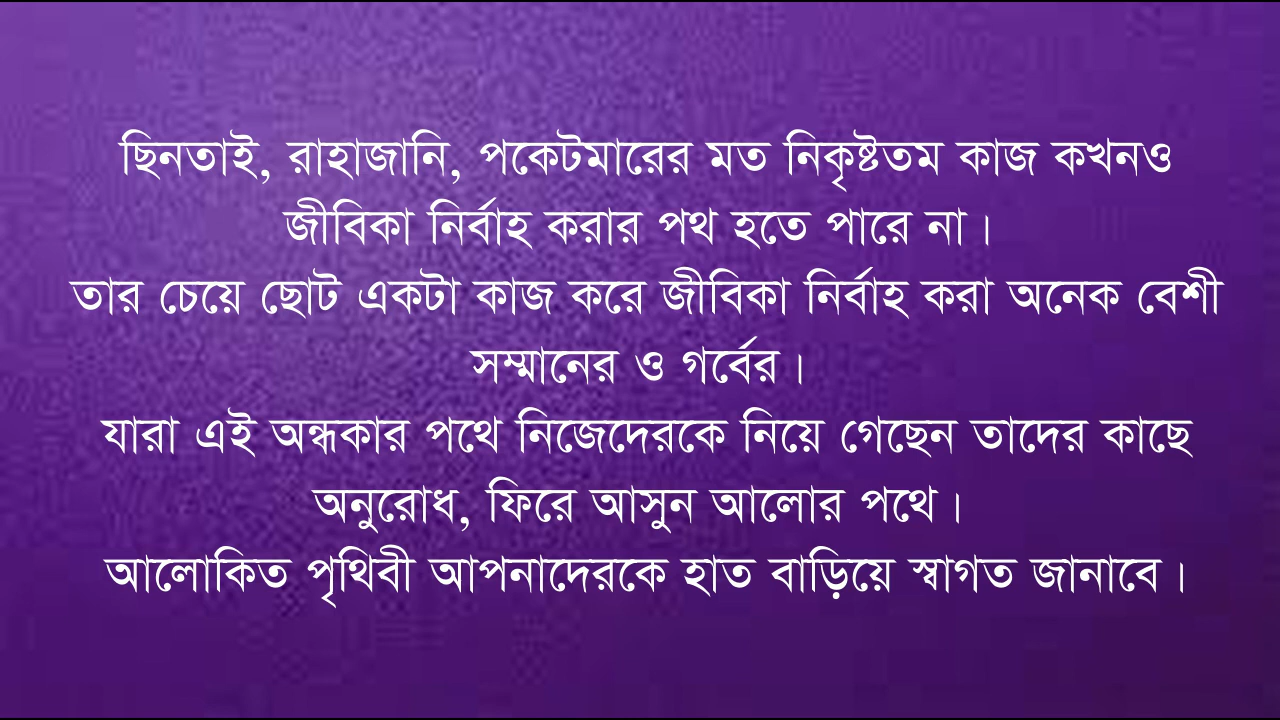 ছিনতাই, রাহাজানি, পকেটমারের মত নিকৃষ্টতম কাজ কখনও
জীবিকা নির্বাহ করার পথ হতে পারে না।
তার চেয়ে ছোট একটা কাজ করে জীবিকা নির্বাহ করা অনেক বেশী
সম্মানের ও গর্বের।
যারা এই অন্ধকার পথে নিজেদেরকে নিয়ে গেছেন তাদের কাছে
অনুরোধ, ফিরে আসুন আলোর পথে।
আলোকিত পৃথিবী আপনাদেরকে হাত বাড়িয়ে স্বাগত জানাবে।